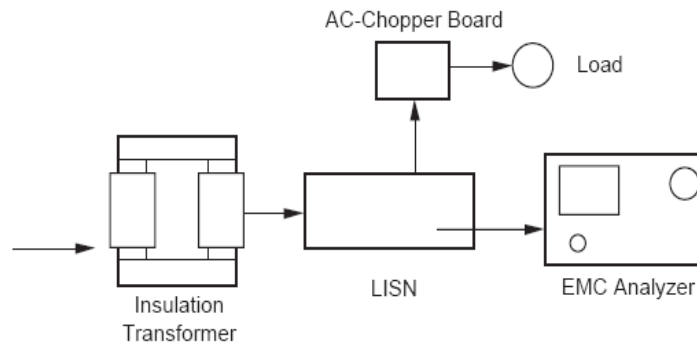 AC-Chopper Board
Load
Insulation
Transformer
LISN
EMC Analyzer